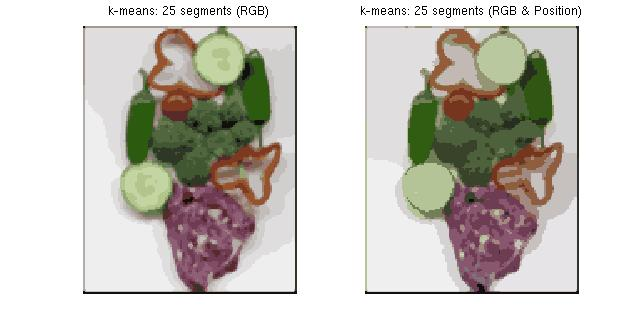 k-means: 25 segments (RGB)
k-means: 25 segments (RGB & Position)